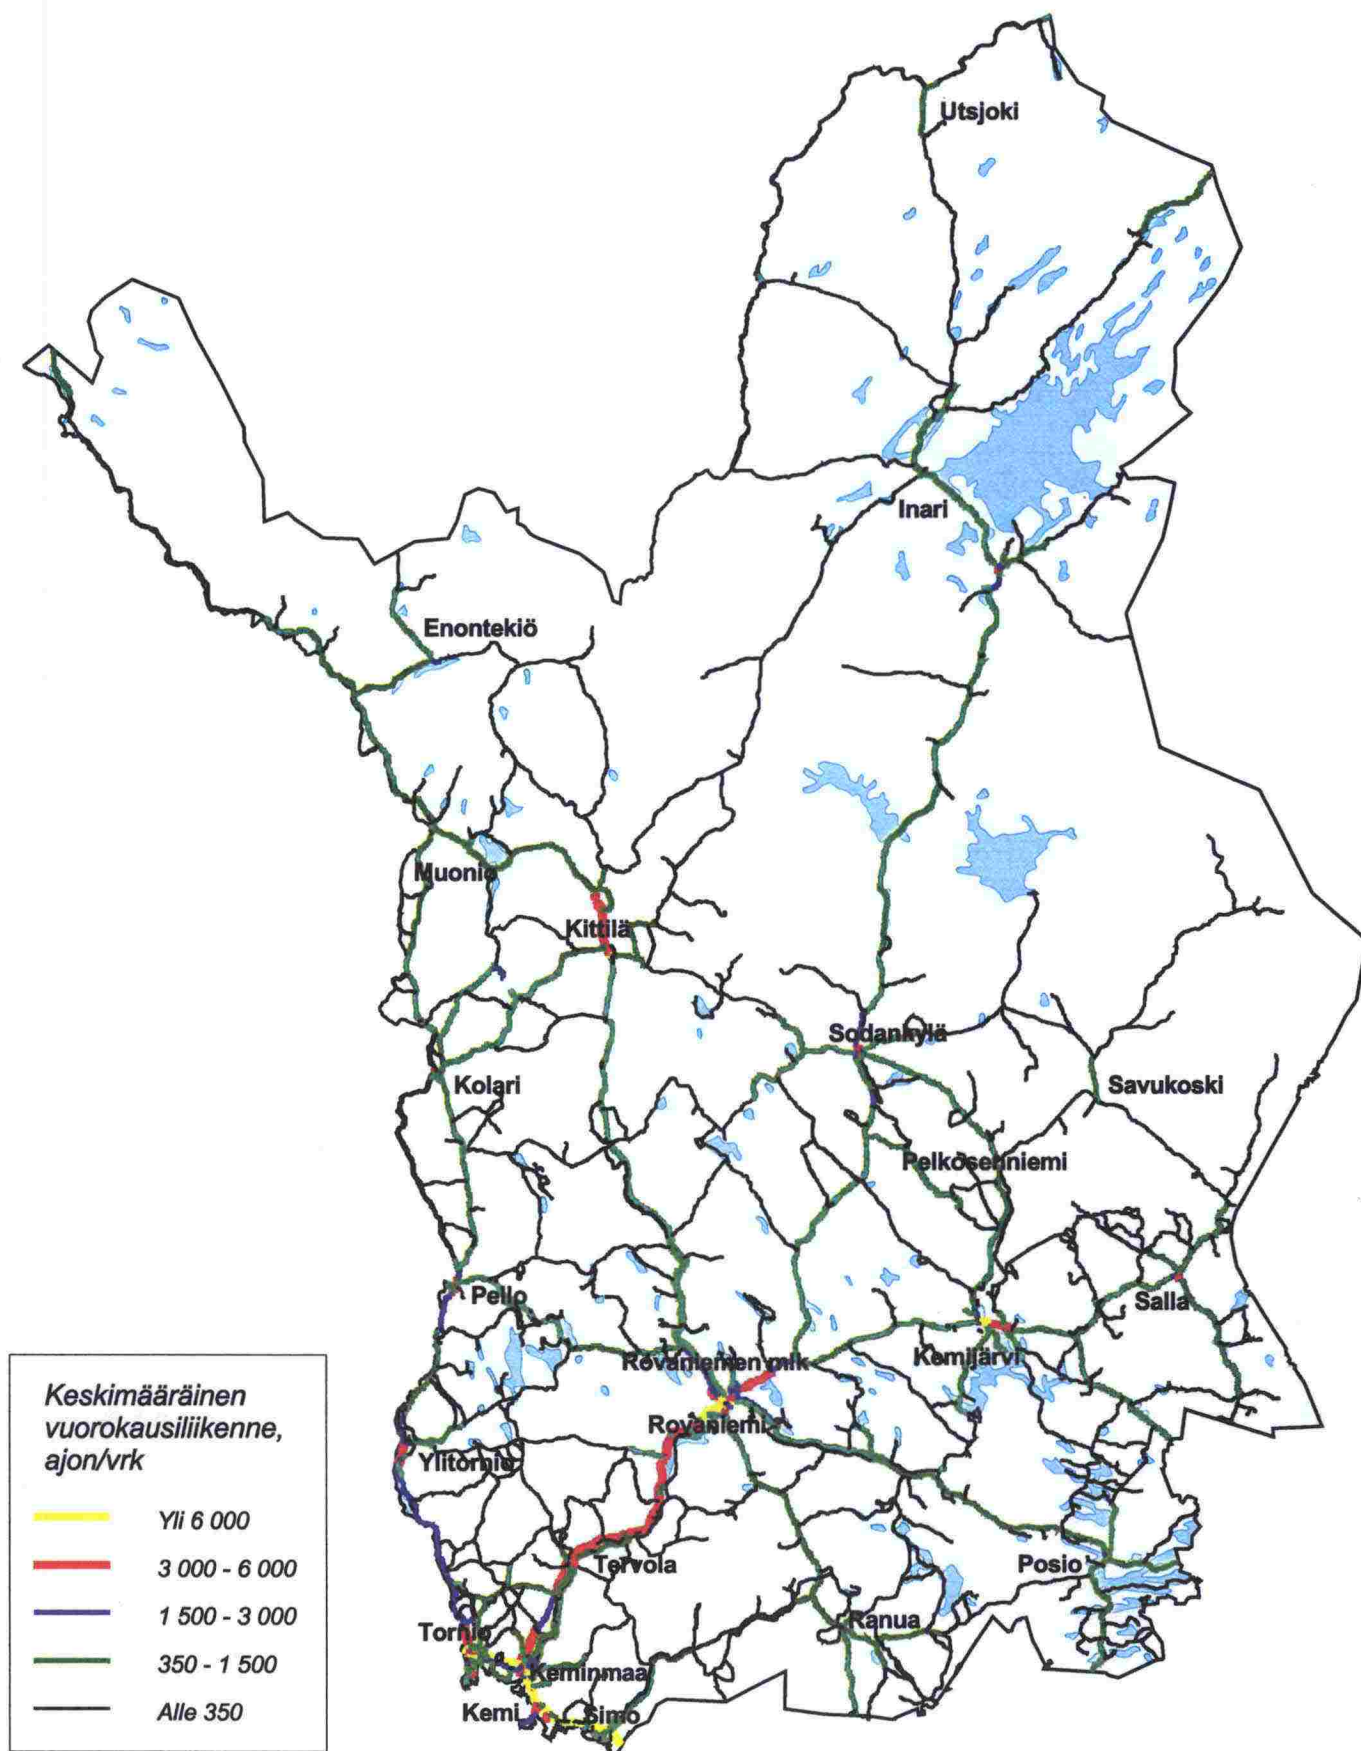 Utsjoki
Inari
Enontekiö
Muonio
Kittilä
Sodankylä
Kolari
Savukoski
Pelkosenniemi
Pello
Salla
Rovaniemen mlk
Kemijärvi
Rovaniemi
Ylitornio
Tervola
Posio
Tornio
Ranua
Keminmaa
Kemi
Simo
Keskimääräinen
vuorokausiliikenne,
ajon/vrk
Yli 6 000
3 000 - 6 000
1 500 - 3 000
350 - 1 500
Alle 350